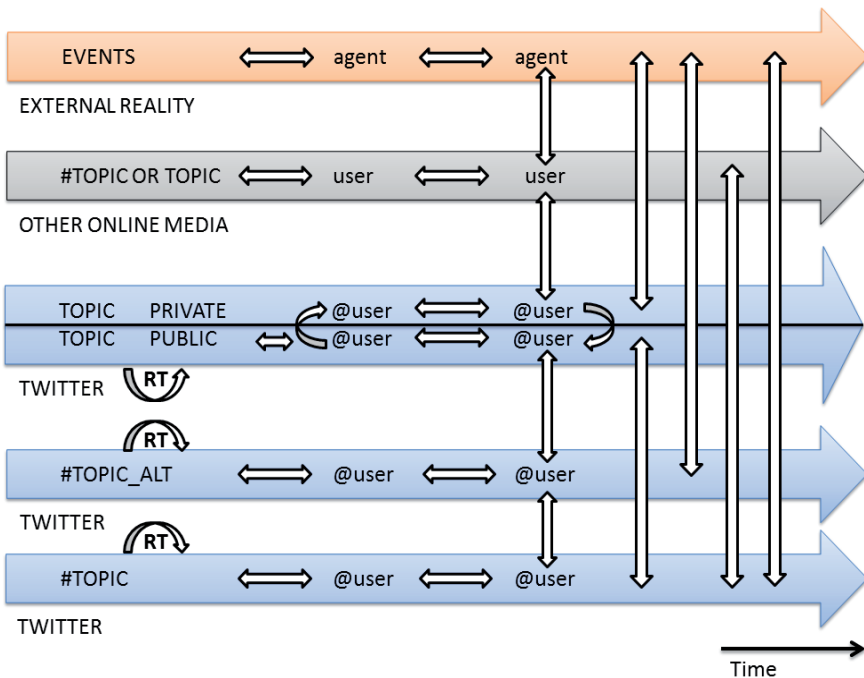 EVENTS agent agent
EXTERNAL REALITY
#TOPIC OR TOPIC user user
OTHER ONLINE MEDIA
TOPIC PRIVATE @user @user
TOPIC PUBLIC @user @user
TWITTER RT
RT
#TOPIC_ALT @user @user
TWITTER
RT
#TOPIC @user @user
TWITTER
Time